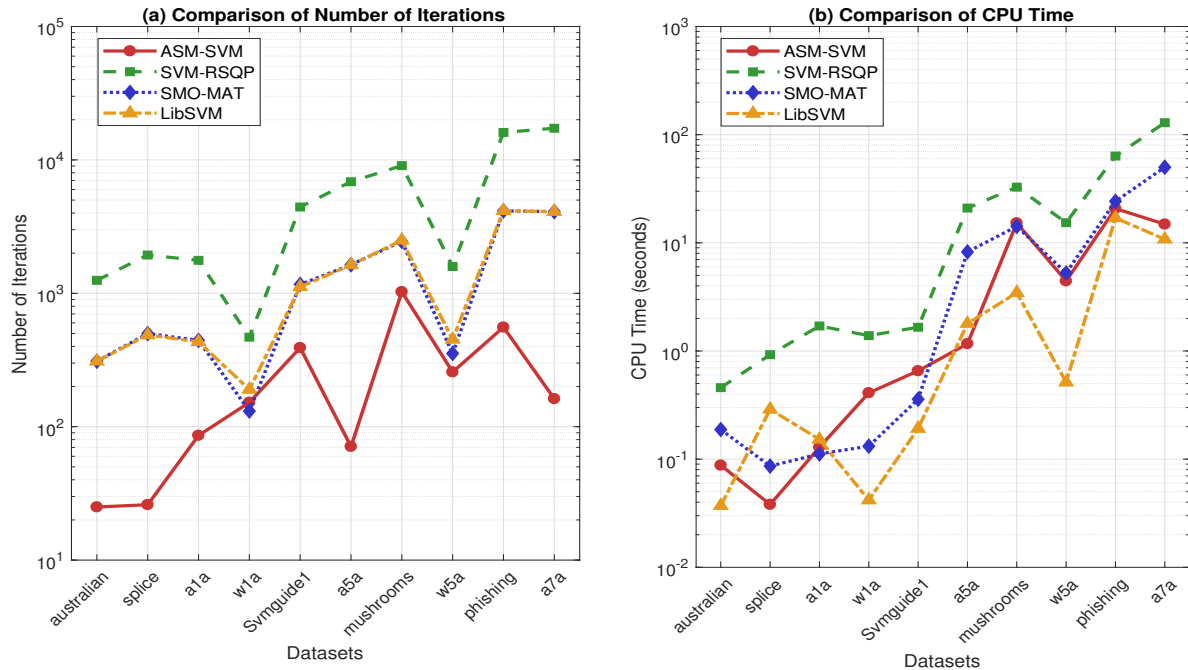 (a) Comparison of Number of Iterations
10^5
10^4
10^3
10^2
10^1
Number of Iterations
ASM-SVM
SVM-RSQP
SMO-MAT
LibSVM
australian
splice
a1a
w1a
Svmguide1
a5a
mushrooms
w5a
phishing
a7a
Datasets
(b) Comparison of CPU Time
10^3
10^2
10^1
10^0
10^-1
10^-2
CPU Time (seconds)
ASM-SVM
SVM-RSQP
SMO-MAT
LibSVM
australian
splice
a1a
w1a
Svmguide1
a5a
mushrooms
w5a
phishing
a7a
Datasets